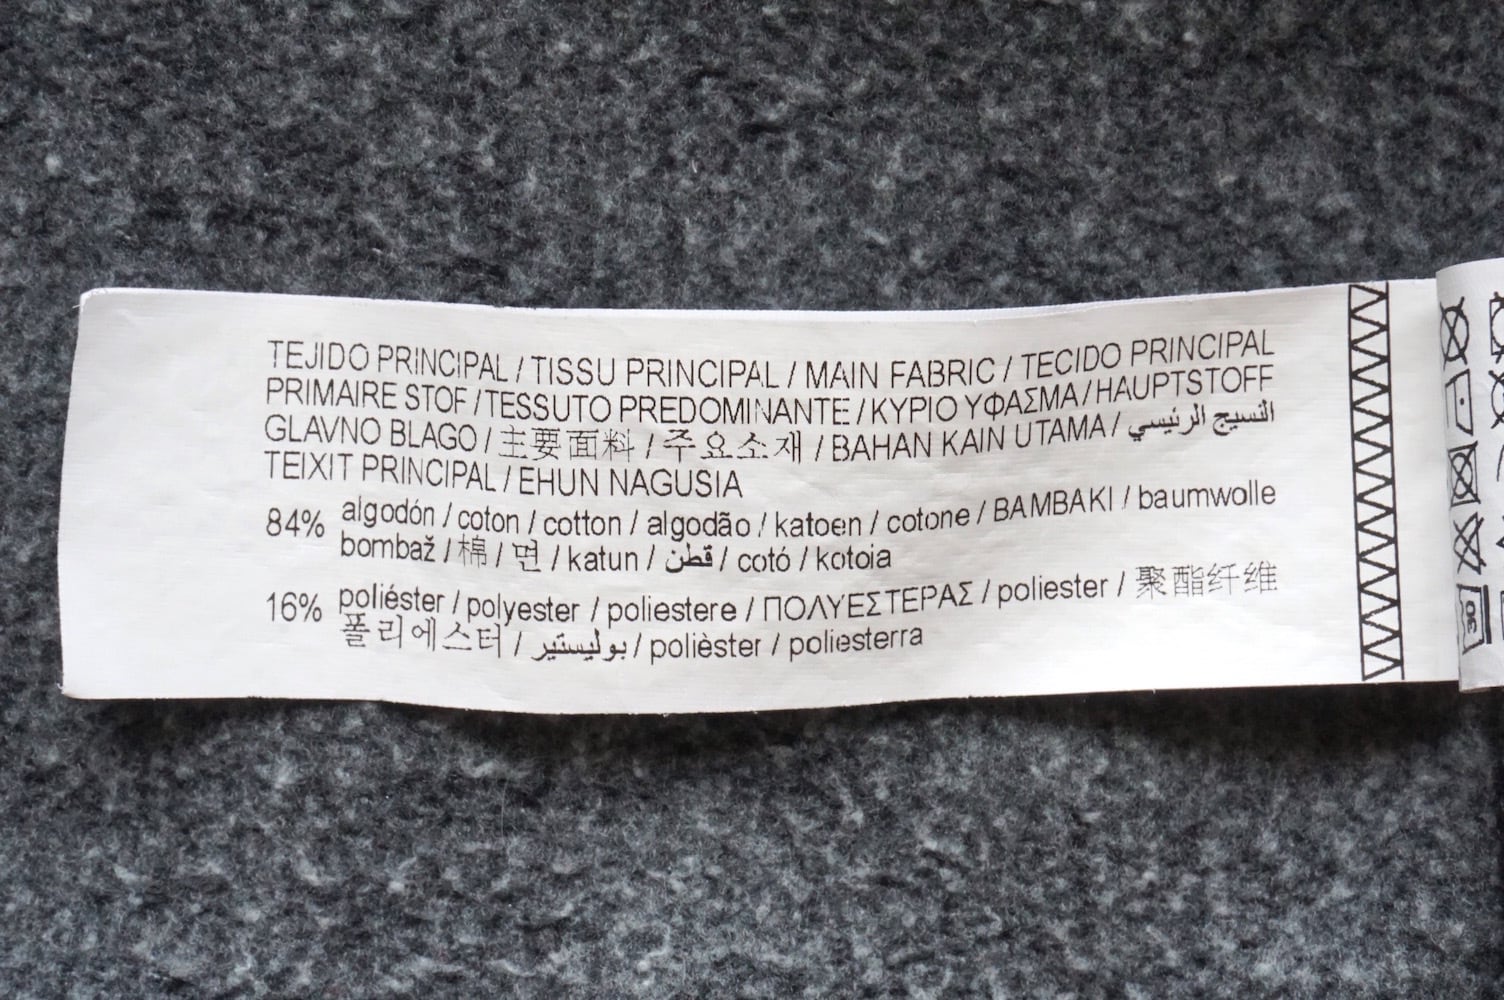 TEJIDO PRINCIPAL / TISSU PRINCIPAL / MAIN FABRIC / TECIDO PRINCIPAL
PRIMAIRE STOF / TESSUTO PREDOMINANTE / ΚΥΡΙΟ ΥΦΑΣΜΑ / HAUPTSTOFF
GLAVNO BLAGO / 主要面料 / 주요소재 / BAHAN KAIN UTAMA / النسيج الرئيسي
TEIXIT PRINCIPAL / EHUN NAGUSIA
84% algodón / coton / cotton / algodão / katoen / cotone / BAMBAKI / baumwolle
bombaž / 棉 / 면 / katun / قطن / cotó / kotoia
16% poliéster / polyester / poliestere / ΠΟΛΥΕΣΤΕΡΑΣ / poliester / 聚酯纤维
폴리에스터 / بوليستير / polièster / poliesterra
30